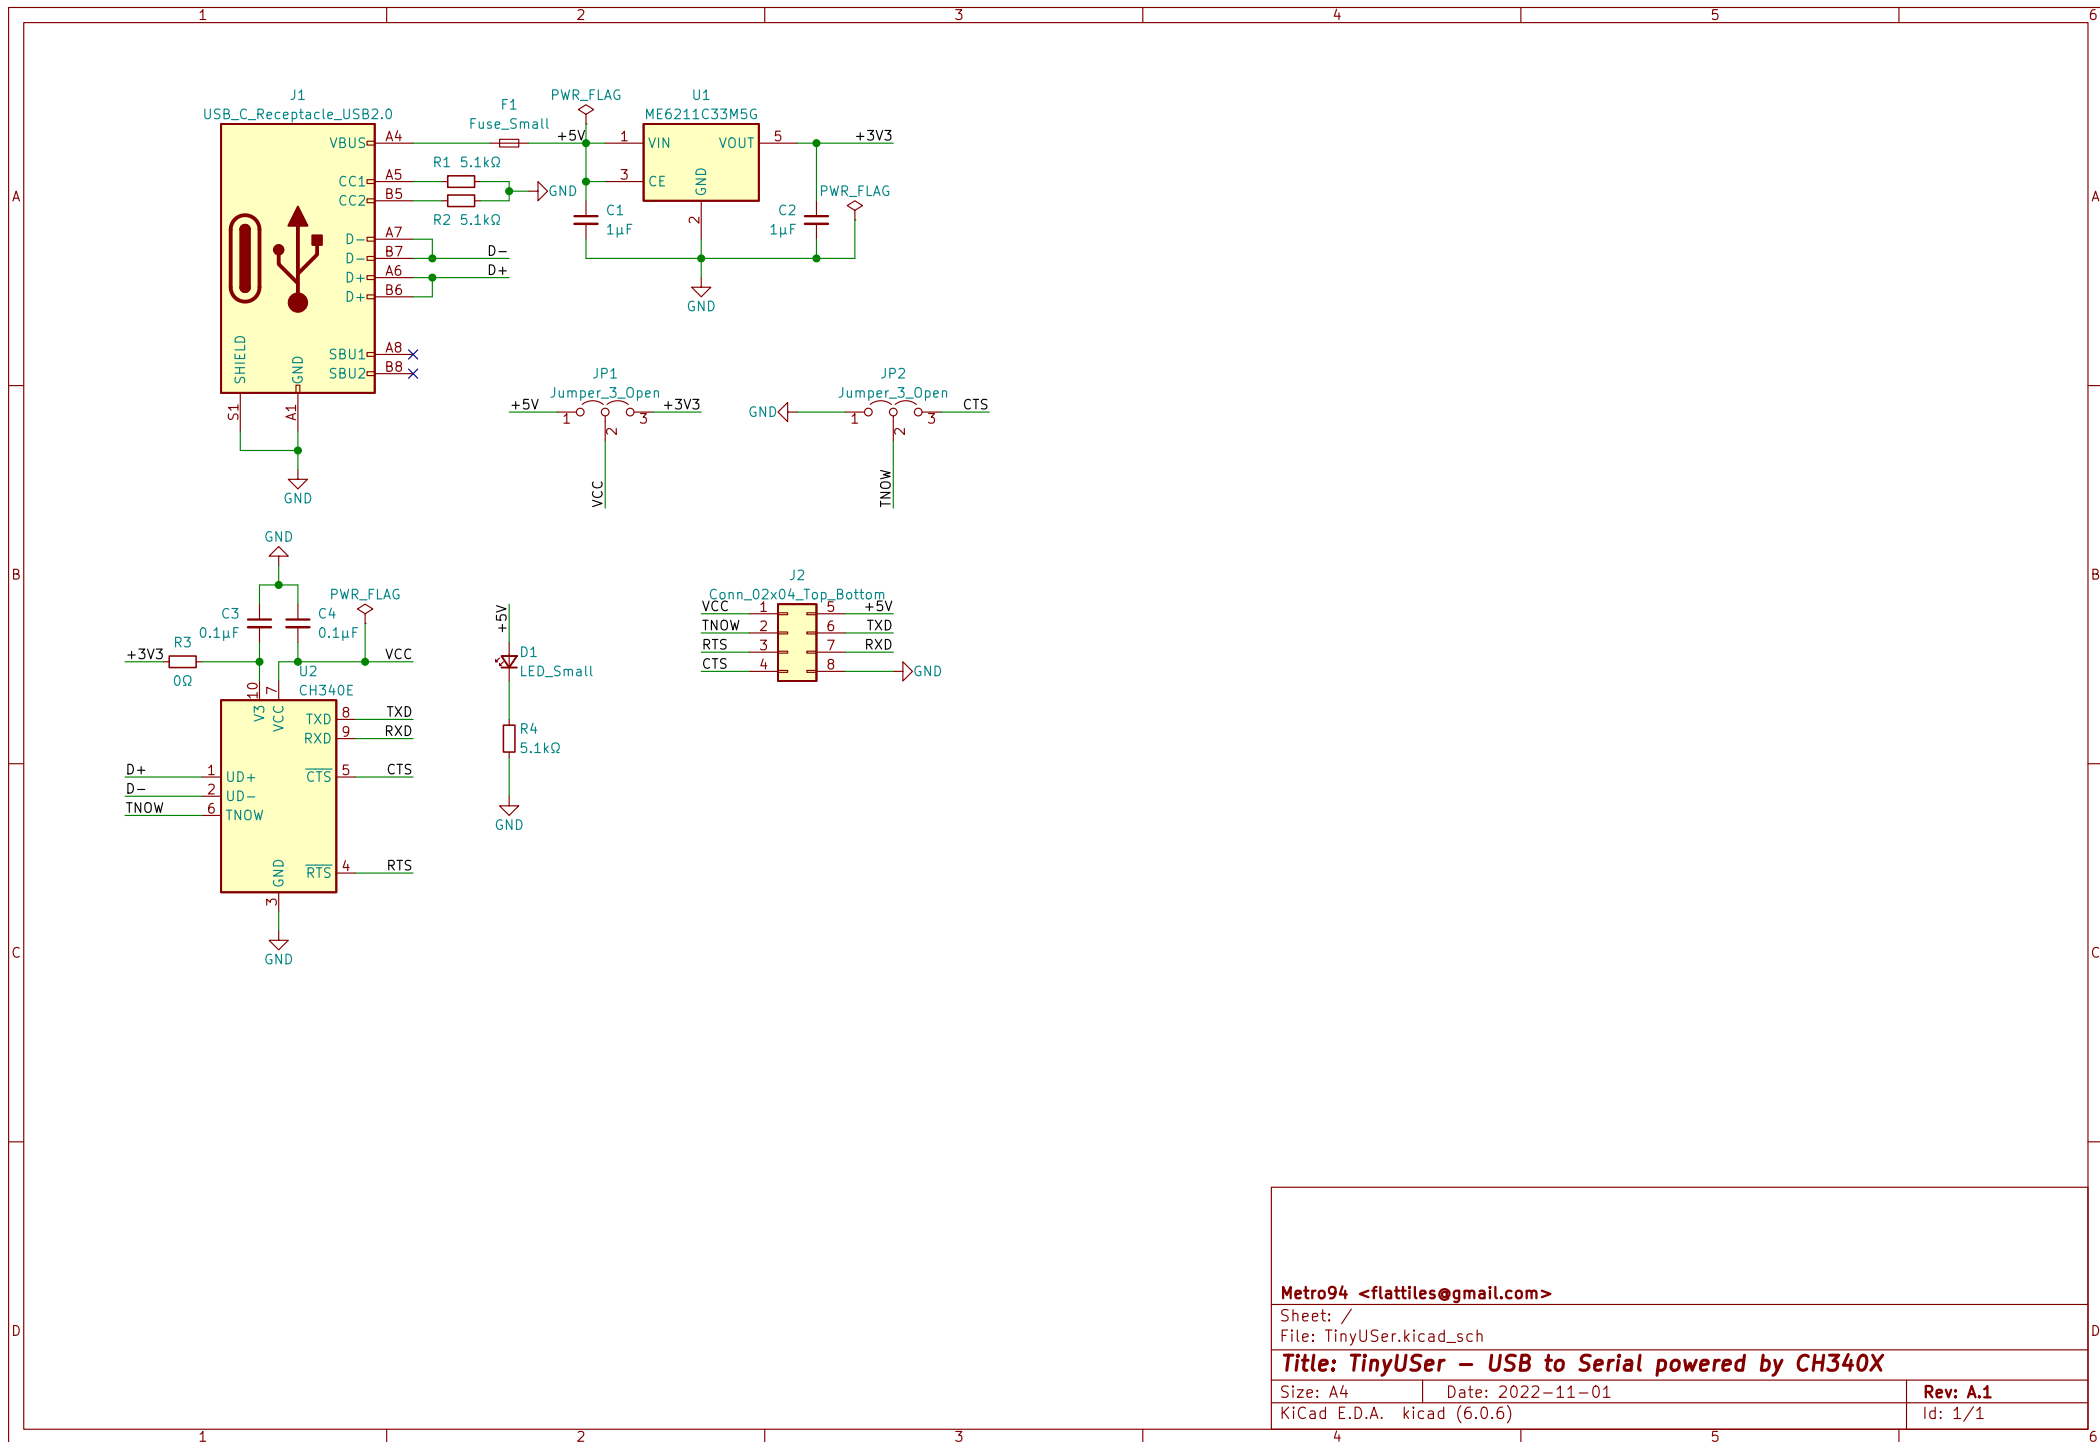 1 2 3 4 5 6
J1
USB_C_Receptacle_USB2.0
VBUS A4
CC1 A5
CC2 B5
D- A7
D- B7
D+ A6
D+ B6
SBU1 A8
SBU2 B8
SHIELD
GND
S1
A1
GND
F1
Fuse_Small
R1 5.1kΩ
R2 5.1kΩ
GND
D-
D+
PWR_FLAG
+5V
U1
ME6211C33M5G
1 VIN VOUT 5
3 CE
GND
2
+3V3
PWR_FLAG
C1
1µF
C2
1µF
GND
A A
JP1
Jumper_3_Open
+5V 1 3 +3V3
2
VCC
JP2
Jumper_3_Open
GND 1 3 CTS
2
TNOW
GND
PWR_FLAG
C3
0.1µF
C4
0.1µF
R3
+3V3
0Ω
VCC
U2
CH340E
10 7
V3 VCC
TXD 8 TXD
RXD 9 RXD
D+ 1 UD+
CTS 5 CTS
D- 2 UD-
TNOW 6 TNOW
RTS 4 RTS
GND
3
GND
+5V
D1
LED_Small
R4
5.1kΩ
GND
J2
Conn_02x04_Top_Bottom
VCC 1 5 +5V
TNOW 2 6 TXD
RTS 3 7 RXD
CTS 4 8 GND
B B
C C
D D
Metro94 <flattiles@gmail.com>
Sheet: /
File: TinyUSer.kicad_sch
Title: TinyUSer – USB to Serial powered by CH340X
Size: A4 Date: 2022-11-01 Rev: A.1
KiCad E.D.A. kicad (6.0.6) Id: 1/1
1 2 3 4 5 6